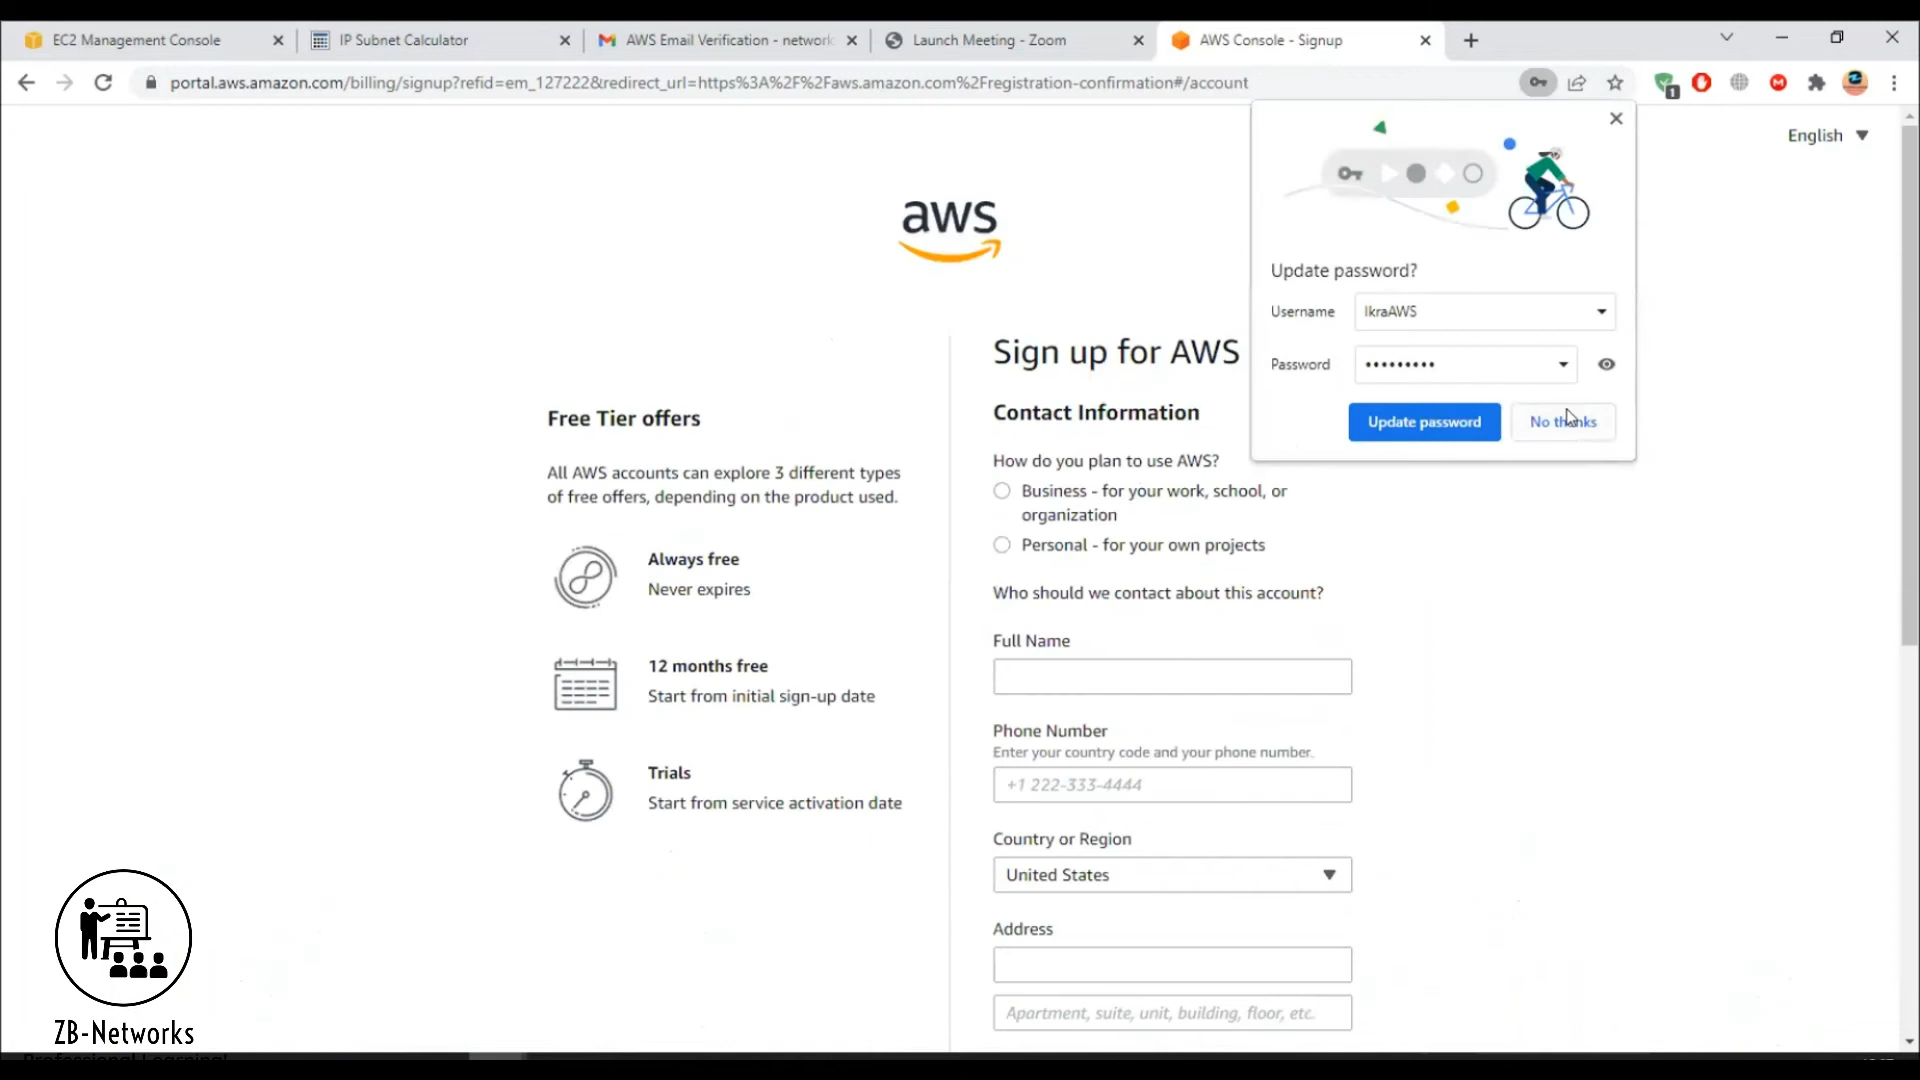 EC2 Management Console
IP Subnet Calculator
AWS Email Verification - network
Launch Meeting - Zoom
AWS Console - Signup
portal.aws.amazon.com/billing/signup?refid=em_127222&redirect_url=https%3A%2F%2Faws.amazon.com%2Fregistration-confirmation#/account
1
English
aws
Update password?
Username IkraAWS
Password
Update password
No thanks
Sign up for AWS
Free Tier offers
All AWS accounts can explore 3 different types
of free offers, depending on the product used.
Always free
Never expires
12 months free
Start from initial sign-up date
Trials
Start from service activation date
Contact Information
How do you plan to use AWS?
Business - for your work, school, or
organization
Personal - for your own projects
Who should we contact about this account?
Full Name
Phone Number
Enter your country code and your phone number.
+1 222-333-4444
Country or Region
United States
Address
Apartment, suite, unit, building, floor, etc.
ZB-Networks